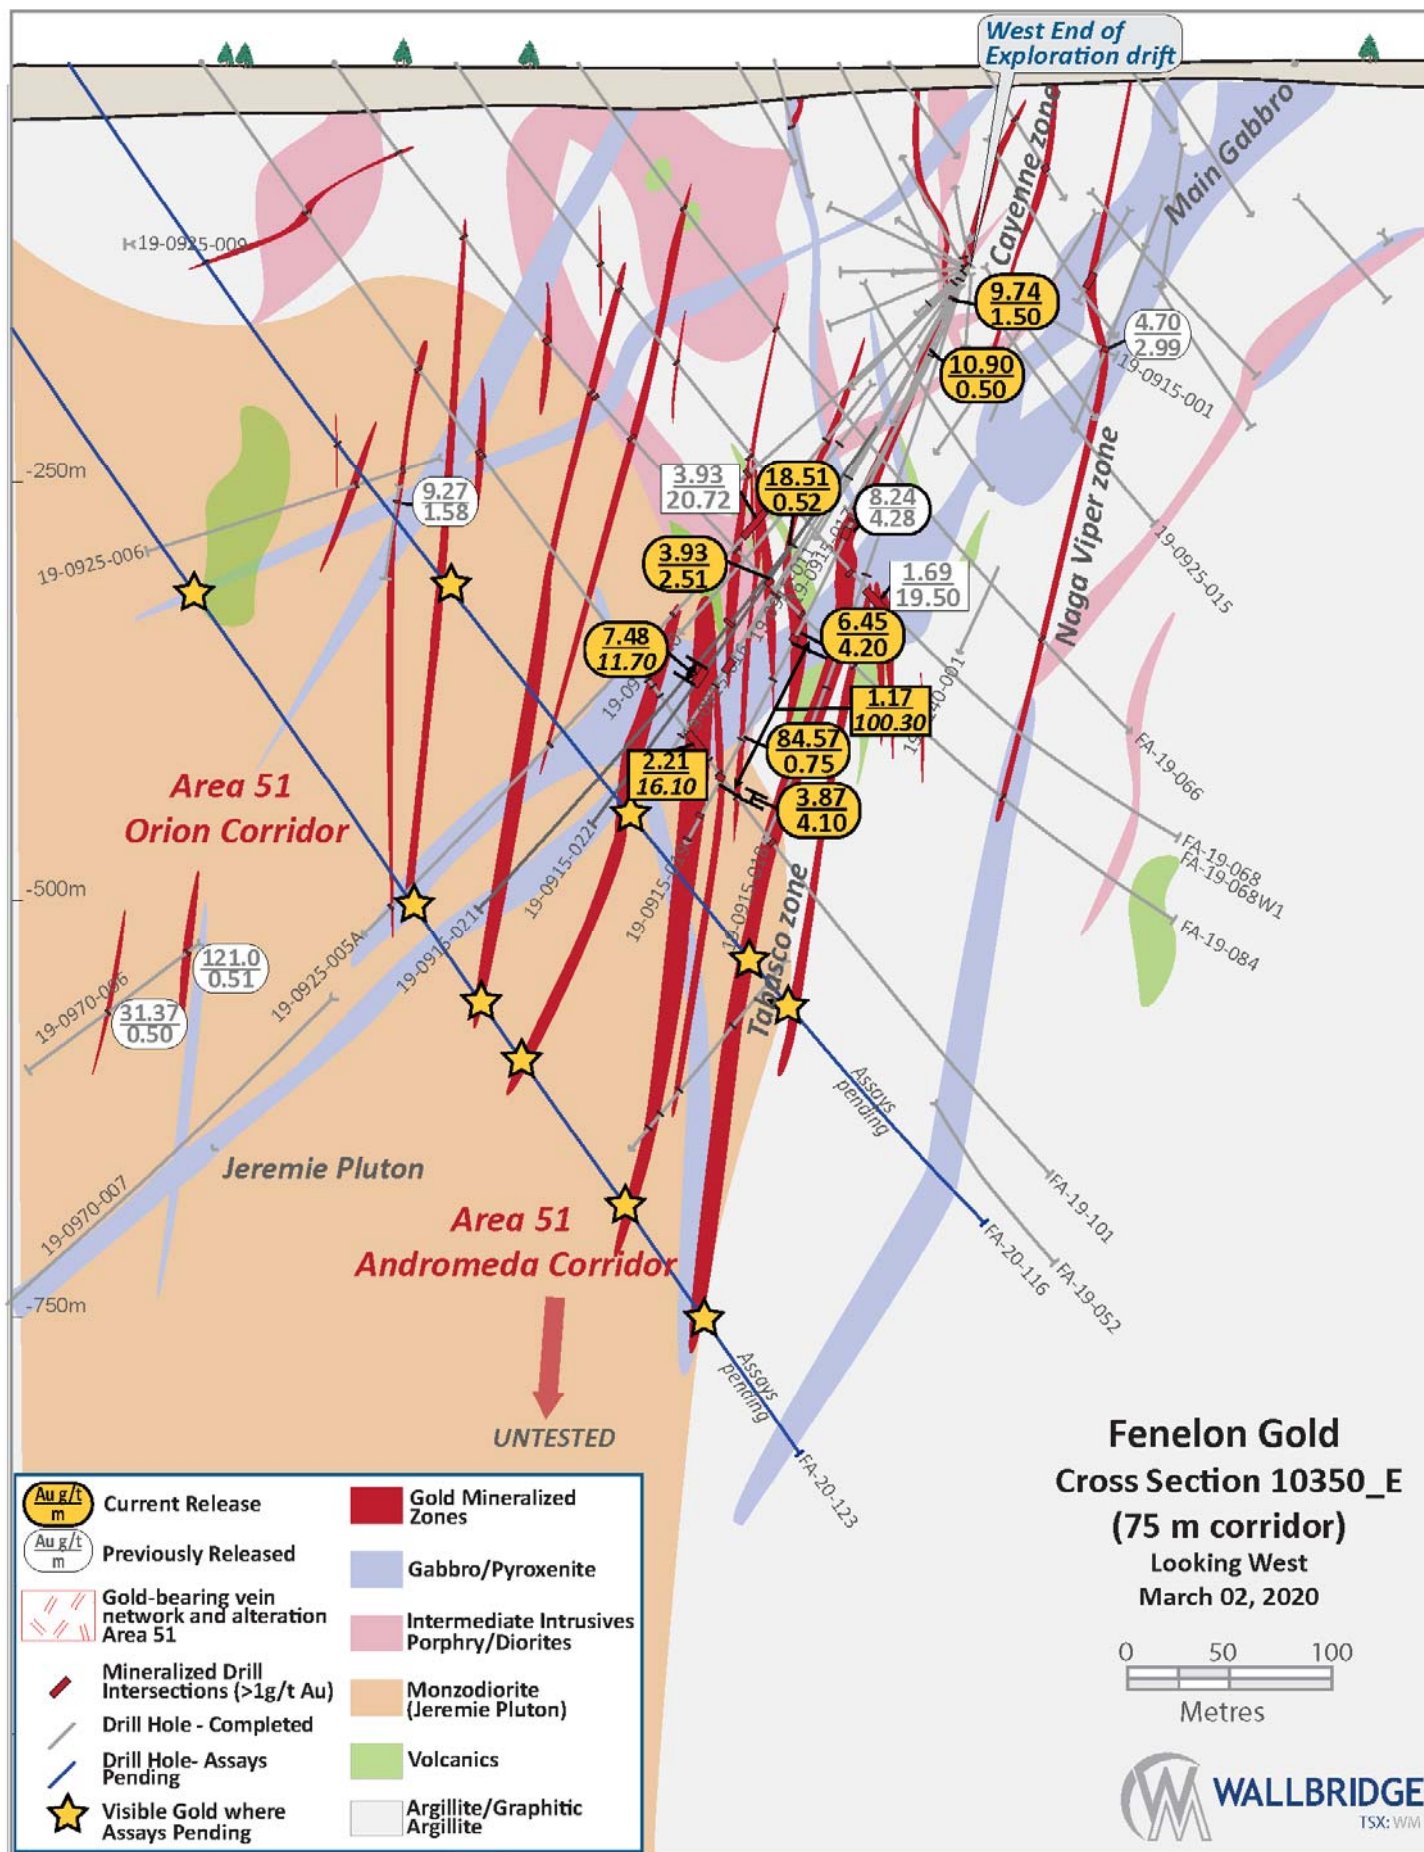 West End of
Exploration drift
Cayenne zone
Main Gabbro
19-0925-009
9.74
1.50
4.70
2.99
10.90
0.50
19-0915-001
-250m
3.93
20.72
18.51
0.52
8.24
4.28
9.27
1.58
19-0925-006
3.93
2.51
1.69
19.50
19-0915-017
19-0925-015
Naga Viper zone
7.48
11.70
6.45
4.20
1.17
100.30
84.57
0.75
2.21
16.10
3.87
4.10
FA-19-066
Area 51
Orion Corridor
FA-19-068
FA-19-068W1
FA-19-084
-500m
19-0915-022
19-0915-019
19-0915-018
Tabasco zone
19-0915-021
19-0925-005A
121.0
0.51
31.37
0.50
19-0970-006
Assays
pending
Jeremie Pluton
19-0970-007
FA-19-101
FA-20-116
FA-19-052
Area 51
Andromeda Corridor
-750m
Assays
pending
UNTESTED
FA-20-123
Fenelon Gold
Cross Section 10350_E
(75 m corridor)
Looking West
March 02, 2020
0 50 100
Metres
WALLBRIDGE
TSX: WM
Au g/t
m
Current Release
Au g/t
m
Previously Released
Gold-bearing vein
network and alteration
Area 51
Mineralized Drill
Intersections (>1g/t Au)
Drill Hole - Completed
Drill Hole- Assays
Pending
Visible Gold where
Assays Pending
Gold Mineralized
Zones
Gabbro/Pyroxenite
Intermediate Intrusives
Porphry/Diorites
Monzodiorite
(Jeremie Pluton)
Volcanics
Argillite/Graphitic
Argillite